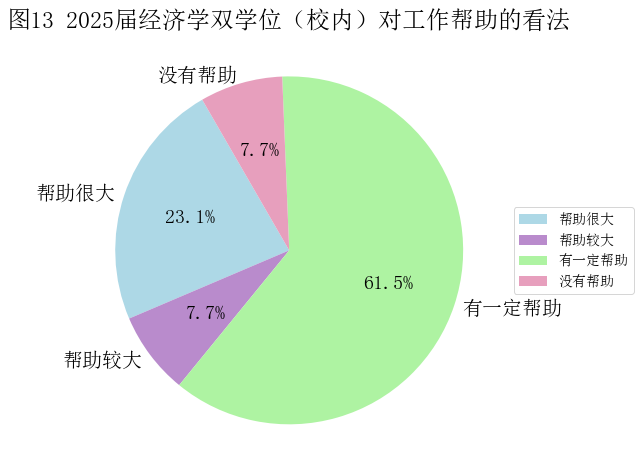 图13 2025届经济学双学位（校内）对工作帮助的看法
没有帮助
7.7%
帮助很大
23.1%
61.5%
有一定帮助
7.7%
帮助较大
帮助很大
帮助较大
有一定帮助
没有帮助